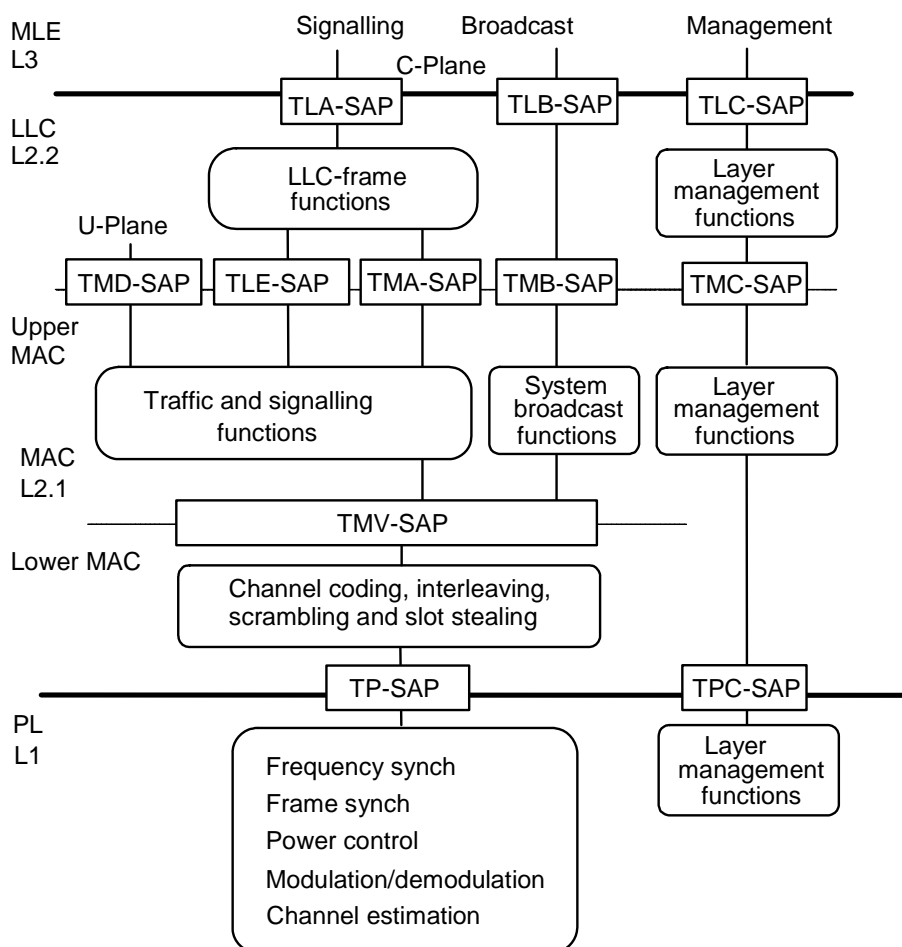 MLE
L3
Signalling
Broadcast
Management
C-Plane
TLA-SAP
TLB-SAP
TLC-SAP
LLC
L2.2
LLC-frame
functions
Layer
management
functions
U-Plane
TMD-SAP
TLE-SAP
TMA-SAP
TMB-SAP
TMC-SAP
Upper
MAC
Traffic and signalling
functions
System
broadcast
functions
Layer
management
functions
MAC
L2.1
TMV-SAP
Lower MAC
Channel coding, interleaving,
scrambling and slot stealing
TP-SAP
TPC-SAP
PL
L1
Frequency synch
Frame synch
Power control
Modulation/demodulation
Channel estimation
Layer
management
functions